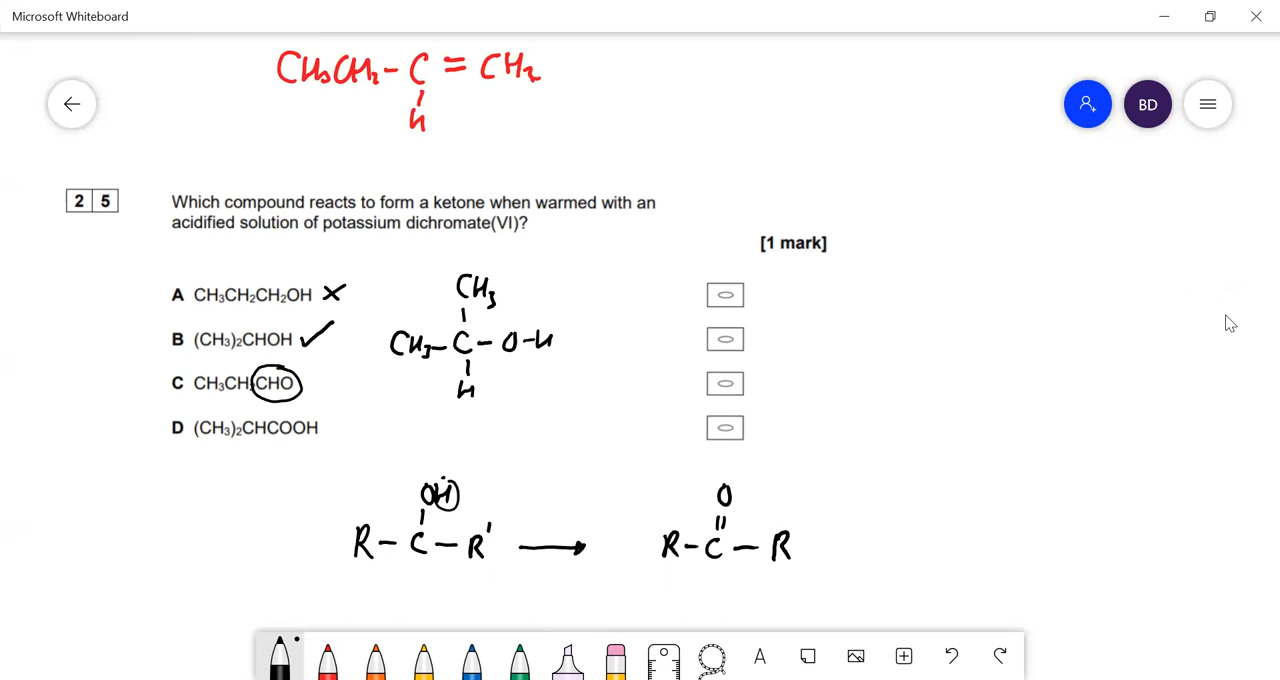 Microsoft Whiteboard
CH₃CH₂-C=CH₂
H
BD
2 5
Which compound reacts to form a ketone when warmed with an
acidified solution of potassium dichromate(VI)?
[1 mark]
A CH₃CH₂CH₂OH ✗
B (CH₃)₂CHOH ✓
C CH₃CH₂CHO
D (CH₃)₂CHCOOH
CH₃
CH₃-C-O-H
H
OH
R-C-R' →
O
R-C-R
A